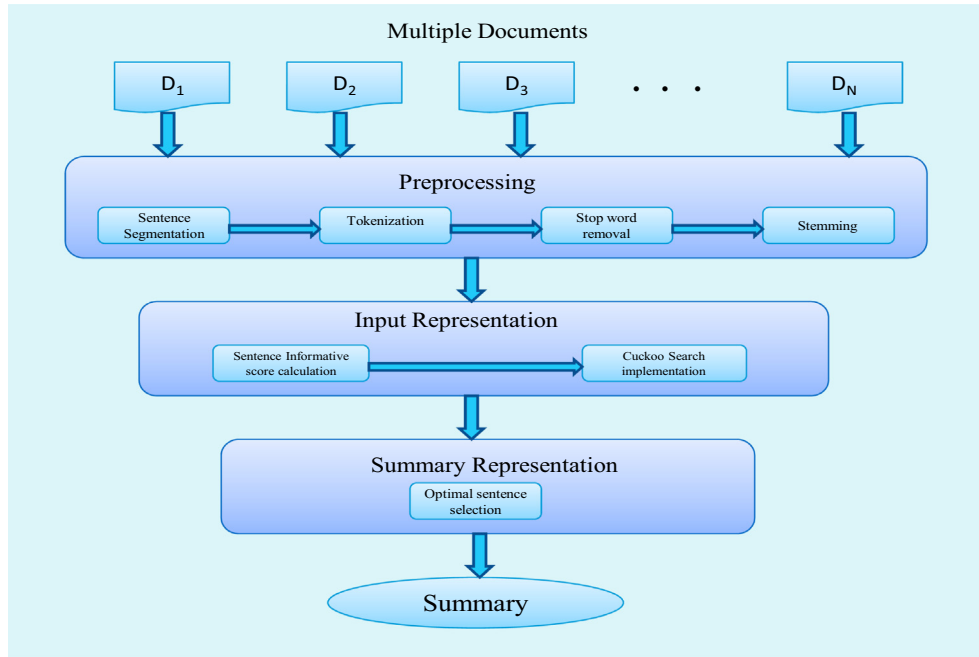 Multiple Documents
D₁ D₂ D₃ . . . D_N
Preprocessing
Sentence
Segmentation
Tokenization
Stop word
removal
Stemming
Input Representation
Sentence Informative
score calculation
Cuckoo Search
implementation
Summary Representation
Optimal sentence
selection
Summary